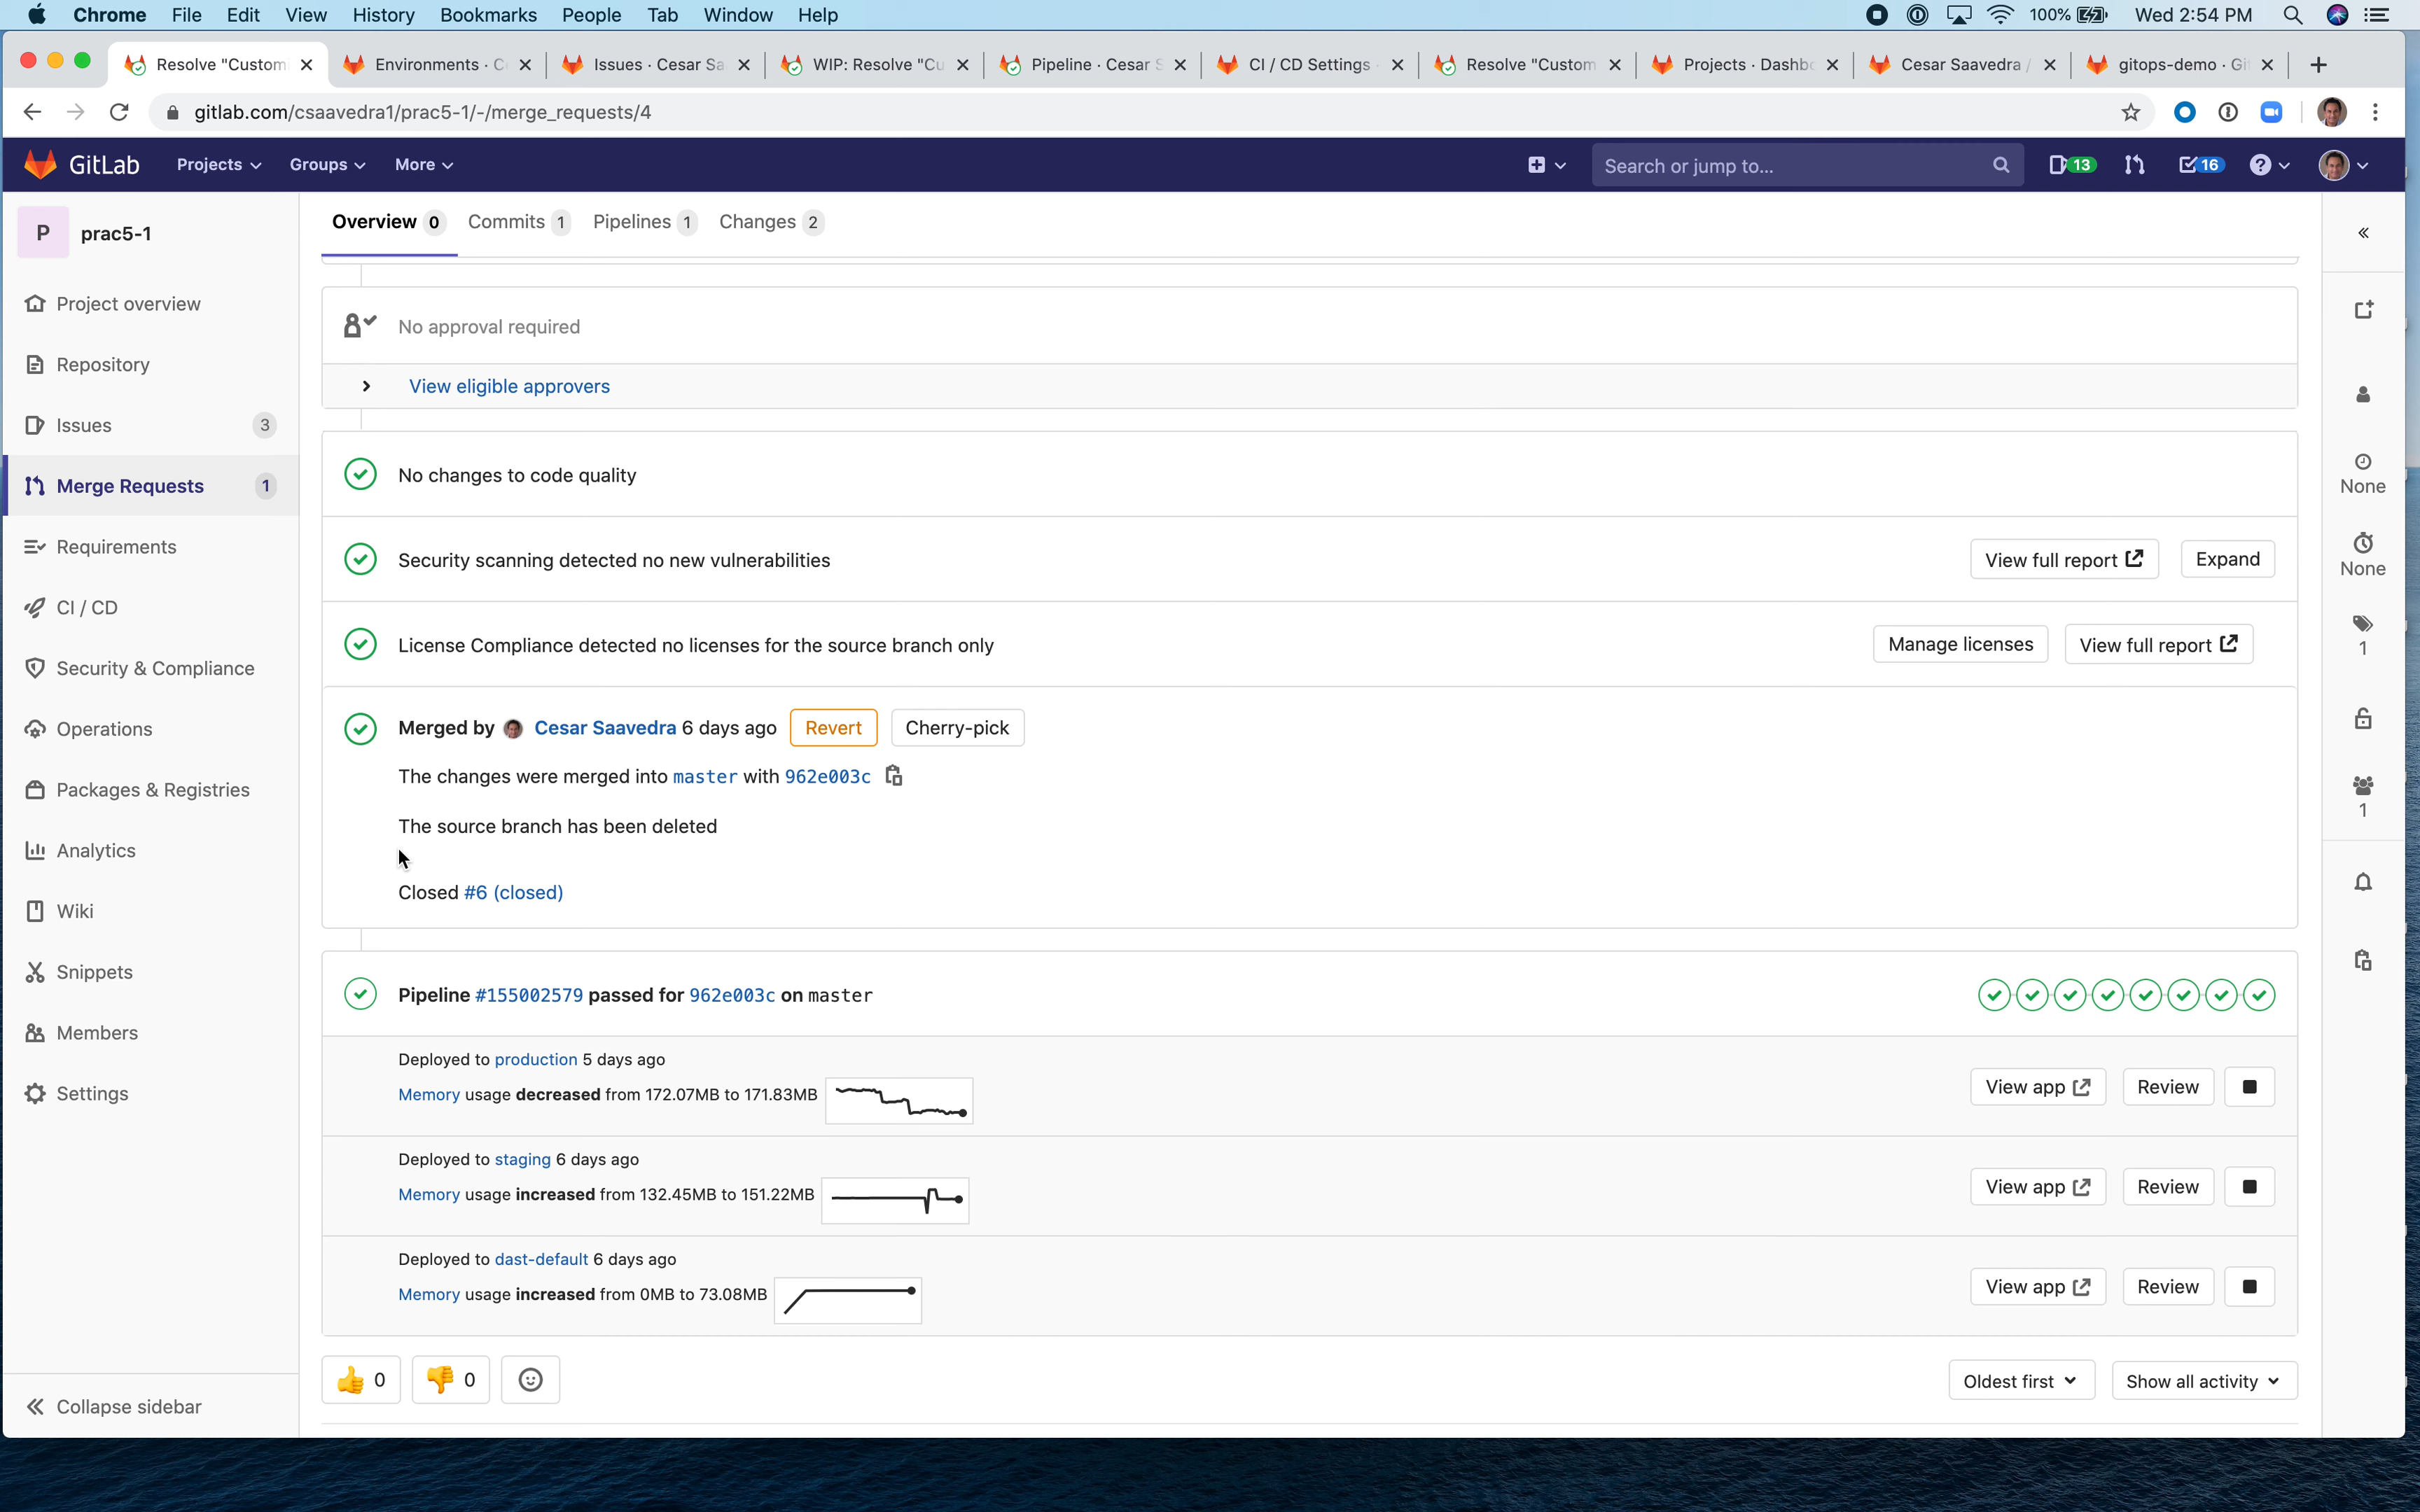 Chrome File Edit View History Bookmarks People Tab Window Help 100% Wed 2:54 PM
Resolve "Custom Environments · C Issues · Cesar Sa WIP: Resolve "Cu Pipeline · Cesar S CI / CD Settings · Resolve "Custom Projects · Dashbo Cesar Saavedra / gitops-demo · Git
gitlab.com/csaavedra1/prac5-1/-/merge_requests/4
GitLab Projects Groups More Search or jump to... 13 16
P prac5-1
Project overview
Repository
Issues 3
Merge Requests 1
Requirements
CI / CD
Security & Compliance
Operations
Packages & Registries
Analytics
Wiki
Snippets
Members
Settings
Collapse sidebar
Overview 0 Commits 1 Pipelines 1 Changes 2
No approval required
View eligible approvers
No changes to code quality
Security scanning detected no new vulnerabilities View full report Expand
License Compliance detected no licenses for the source branch only Manage licenses View full report
Merged by Cesar Saavedra 6 days ago Revert Cherry-pick
The changes were merged into master with 962e003c
The source branch has been deleted
Closed #6 (closed)
Pipeline #155002579 passed for 962e003c on master
Deployed to production 5 days ago
Memory usage decreased from 172.07MB to 171.83MB View app Review
Deployed to staging 6 days ago
Memory usage increased from 132.45MB to 151.22MB View app Review
Deployed to dast-default 6 days ago
Memory usage increased from 0MB to 73.08MB View app Review
0 0 Oldest first Show all activity
None
None
1
1